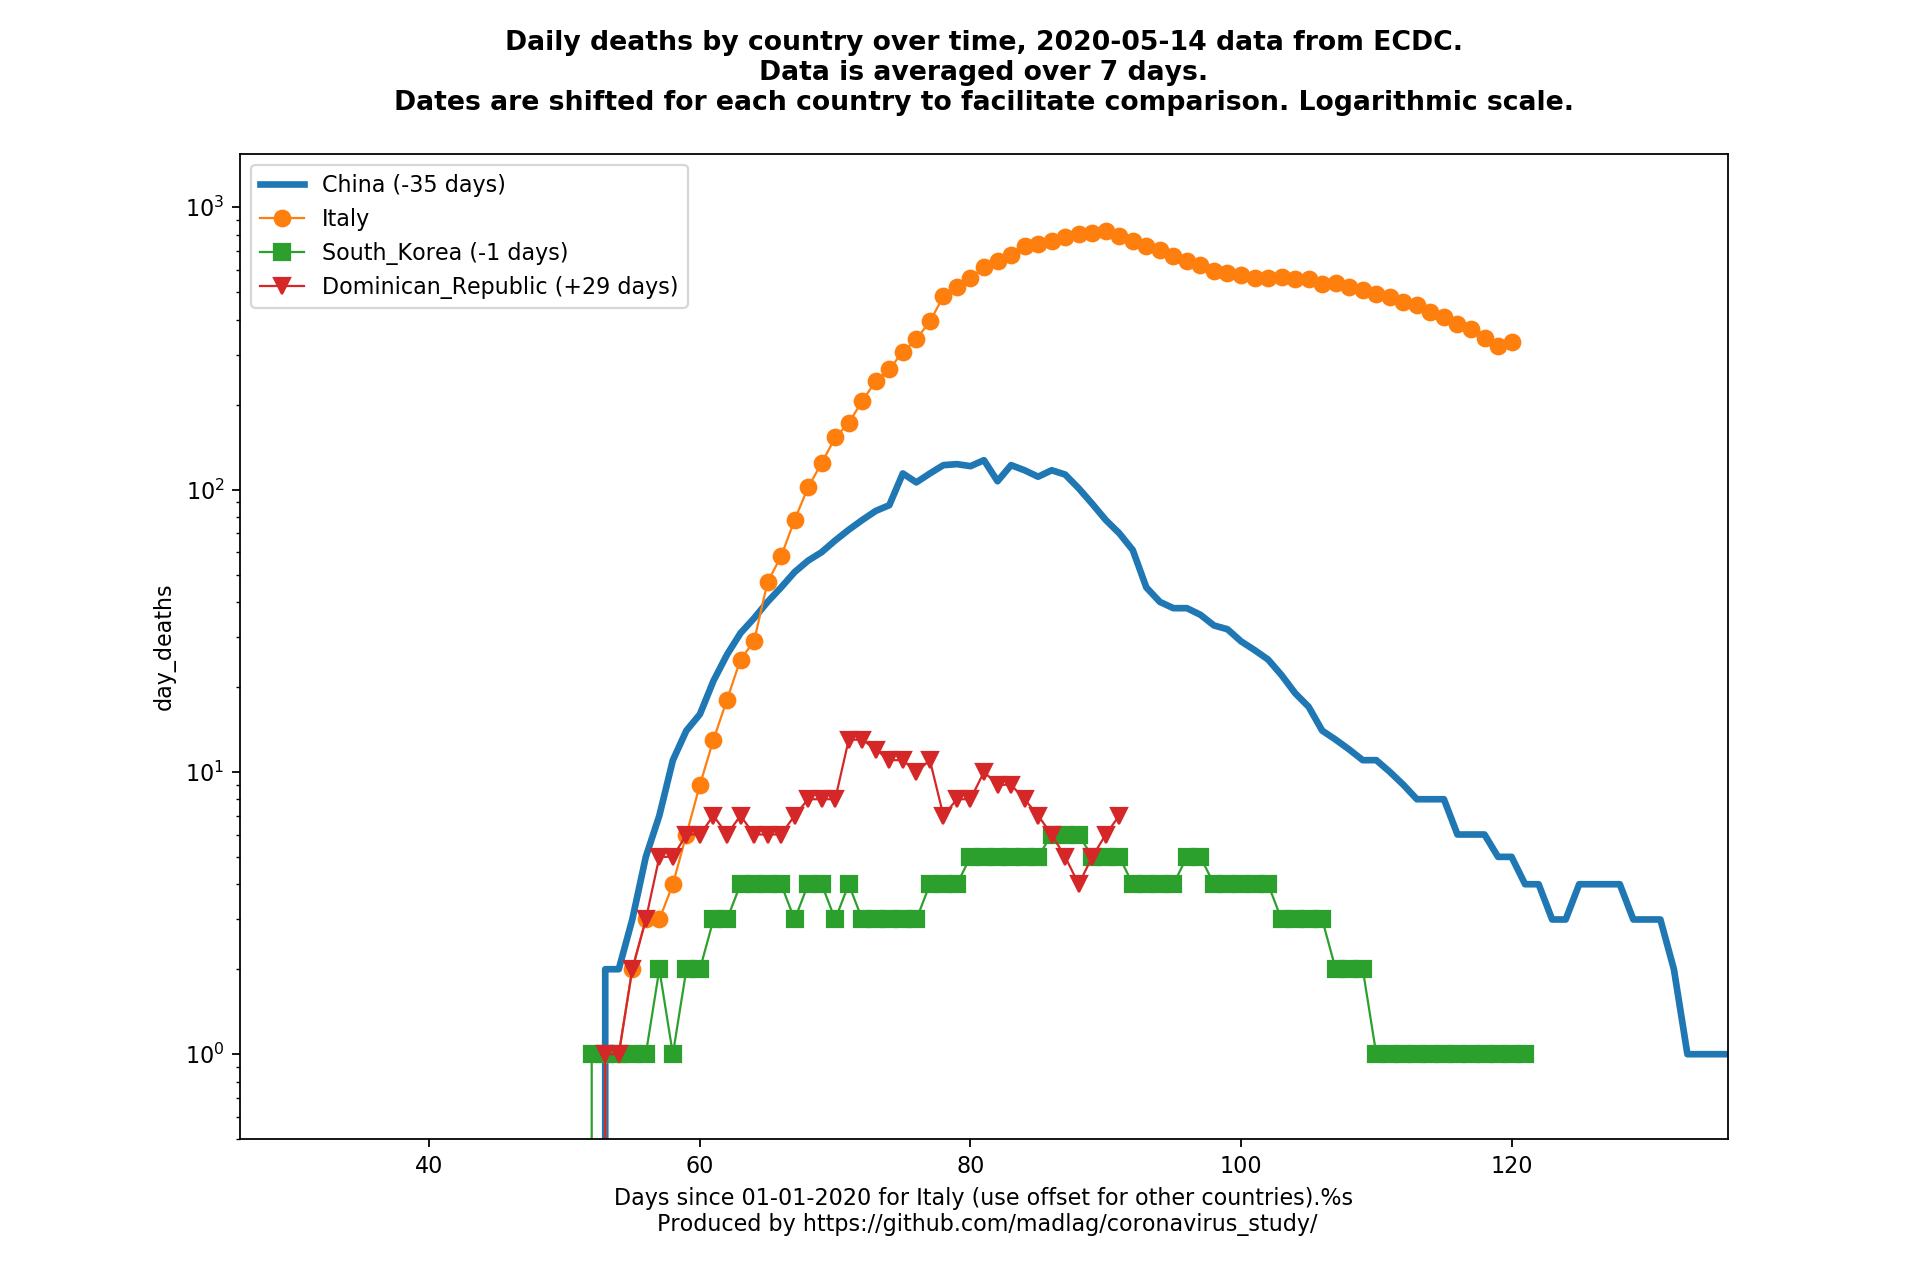 Daily deaths by country over time, 2020-05-14 data from ECDC.
Data is averaged over 7 days.
Dates are shifted for each country to facilitate comparison. Logarithmic scale.
China (-35 days)
Italy
South_Korea (-1 days)
Dominican_Republic (+29 days)
10³
10²
10¹
10⁰
day_deaths
40 60 80 100 120
Days since 01-01-2020 for Italy (use offset for other countries).%s
Produced by https://github.com/madlag/coronavirus_study/